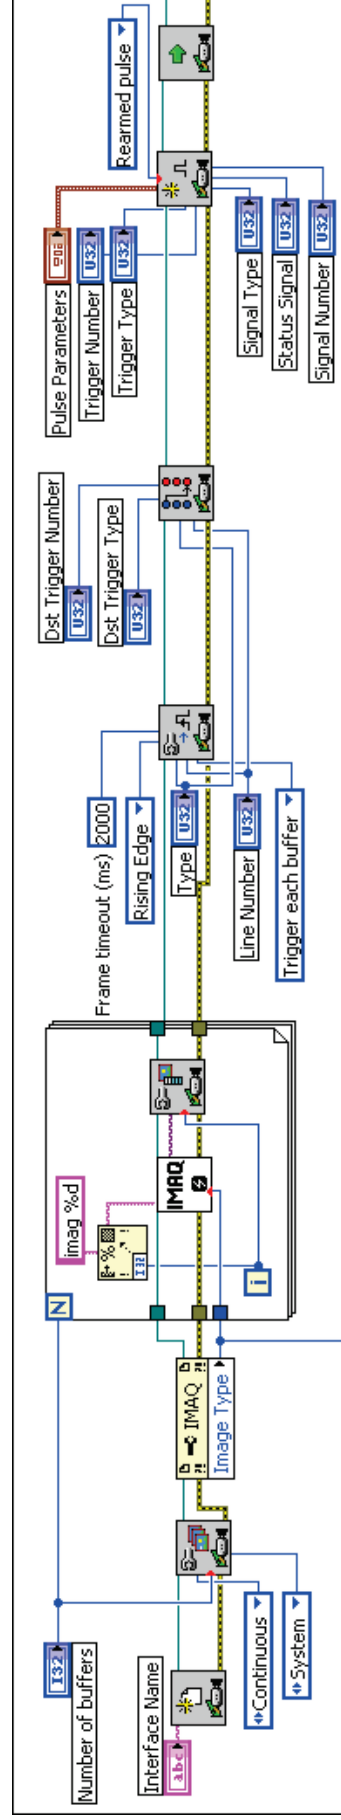 Number of buffers
I32
Interface Name
abc
Continuous
System
IMAQ
Image Type
N
imag %d
%
I32
i
IMAQ
Frame timeout (ms)
2000
Rising Edge
U32
Type
U32
Line Number
Trigger each buffer
Dst Trigger Number
U32
Dst Trigger Type
U32
Pulse Parameters
Trigger Number
U32
Trigger Type
U32
Rearmed pulse
Signal Type
U32
Status Signal
U32
Signal Number
U32